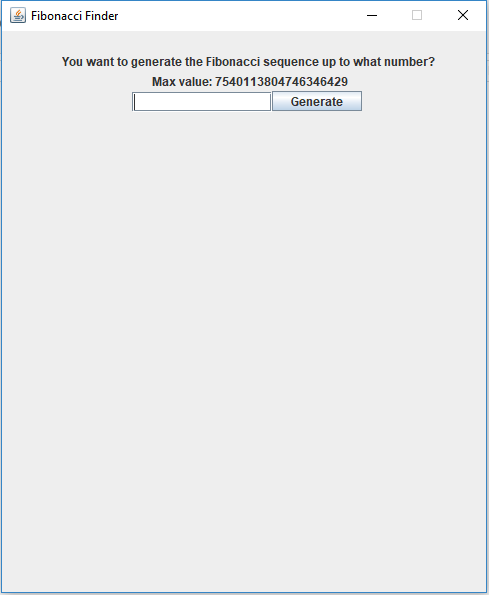 Fibonacci Finder
You want to generate the Fibonacci sequence up to what number?
Max value: 7540113804746346429
Generate